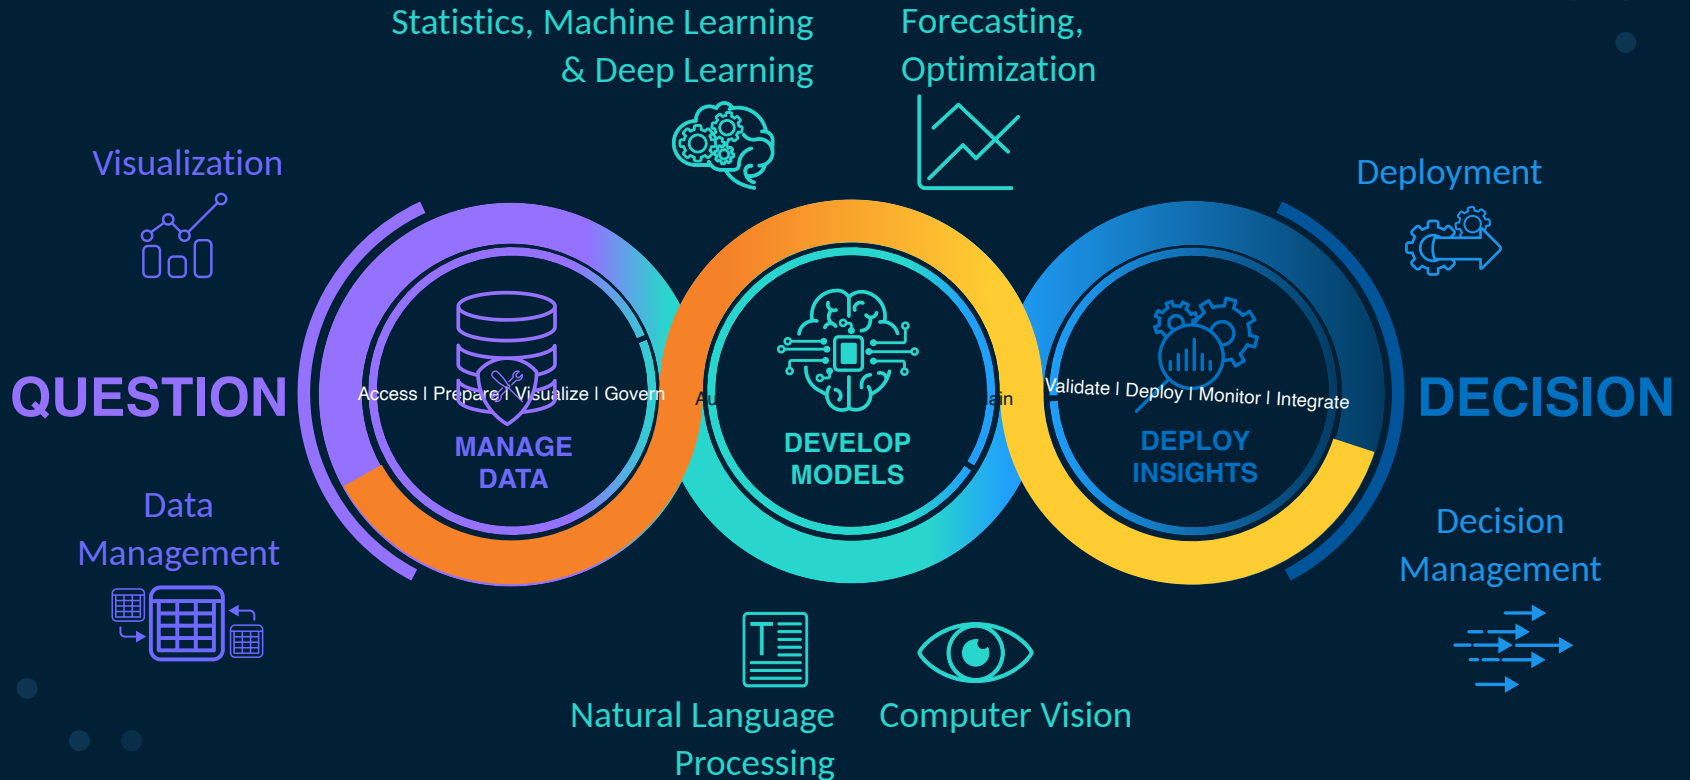 Statistics, Machine Learning
& Deep Learning
Forecasting,
Optimization
Visualization
Deployment
QUESTION
Access | Prepare | Visualize | Govern
MANAGE
DATA
DEVELOP
MODELS
Validate | Deploy | Monitor | Integrate
DEPLOY
INSIGHTS
DECISION
Data
Management
Decision
Management
Natural Language
Processing
Computer Vision